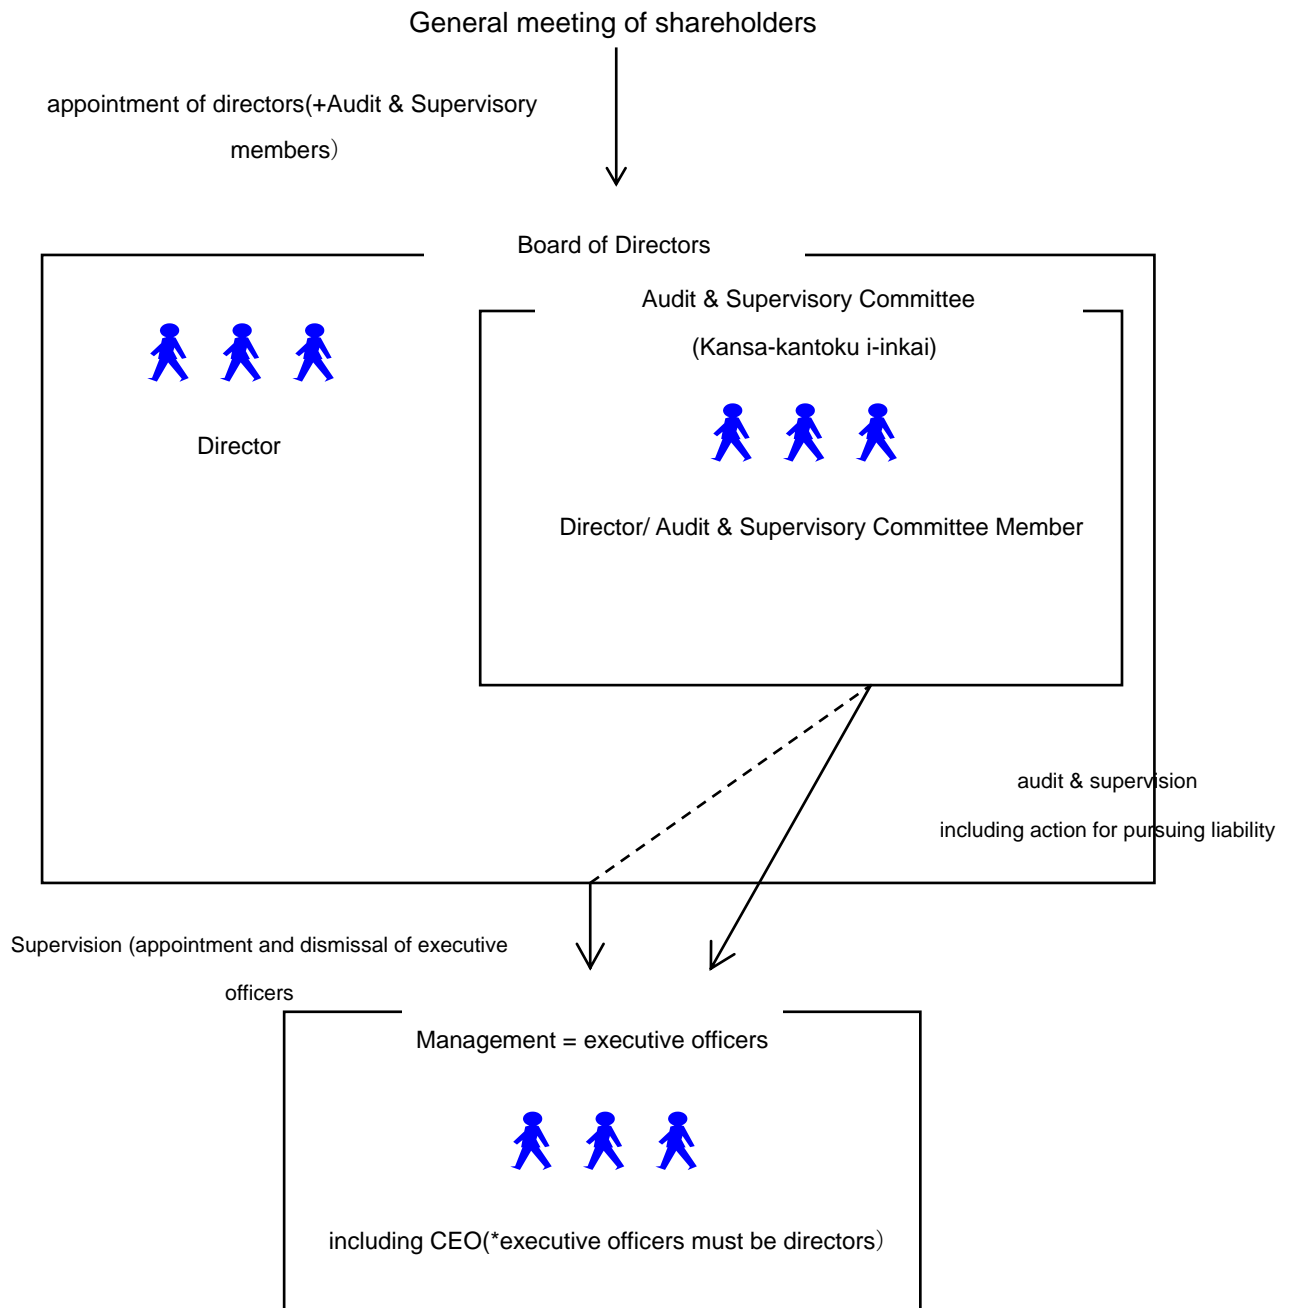 General meeting of shareholders
appointment of directors(+Audit & Supervisory
members）
Board of Directors
Audit & Supervisory Committee
(Kansa-kantoku i-inkai)
Director
Director/ Audit & Supervisory Committee Member
audit & supervision
including action for pursuing liability
Supervision (appointment and dismissal of executive
officers
Management = executive officers
including CEO(*executive officers must be directors）